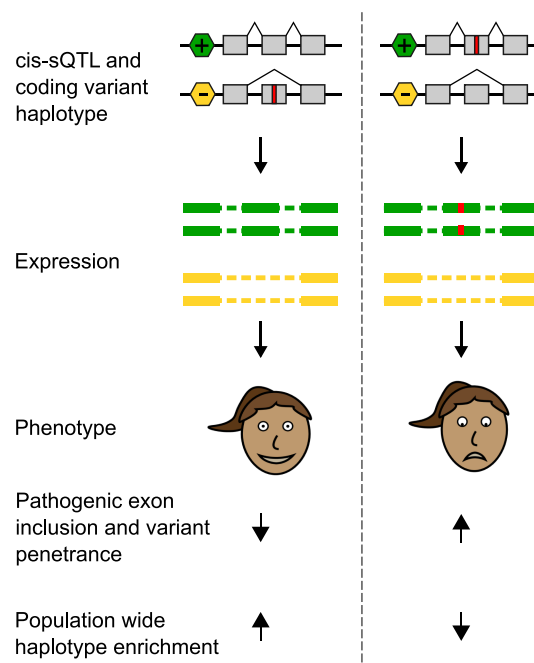 cis-sQTL and
coding variant
haplotype
+
+
-
-
Expression
Phenotype
Pathogenic exon
inclusion and variant
penetrance
Population wide
haplotype enrichment